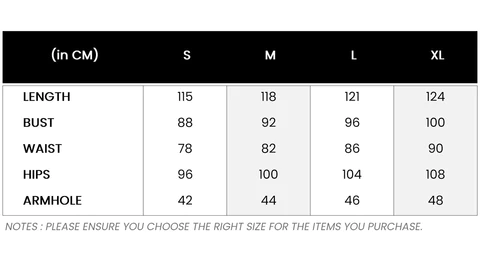 (in CM) S M L XL
LENGTH 115 118 121 124
BUST 88 92 96 100
WAIST 78 82 86 90
HIPS 96 100 104 108
ARMHOLE 42 44 46 48
NOTES : PLEASE ENSURE YOU CHOOSE THE RIGHT SIZE FOR THE ITEMS YOU PURCHASE.